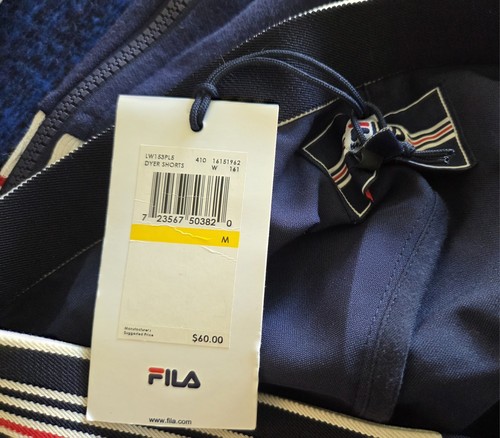 LW153PL5 410 16151962
DYER SHORTS W 161
7 23567 50382 0
M
Manufacturer's
Suggested Price
$60.00
FILA
www.fila.com
FILA